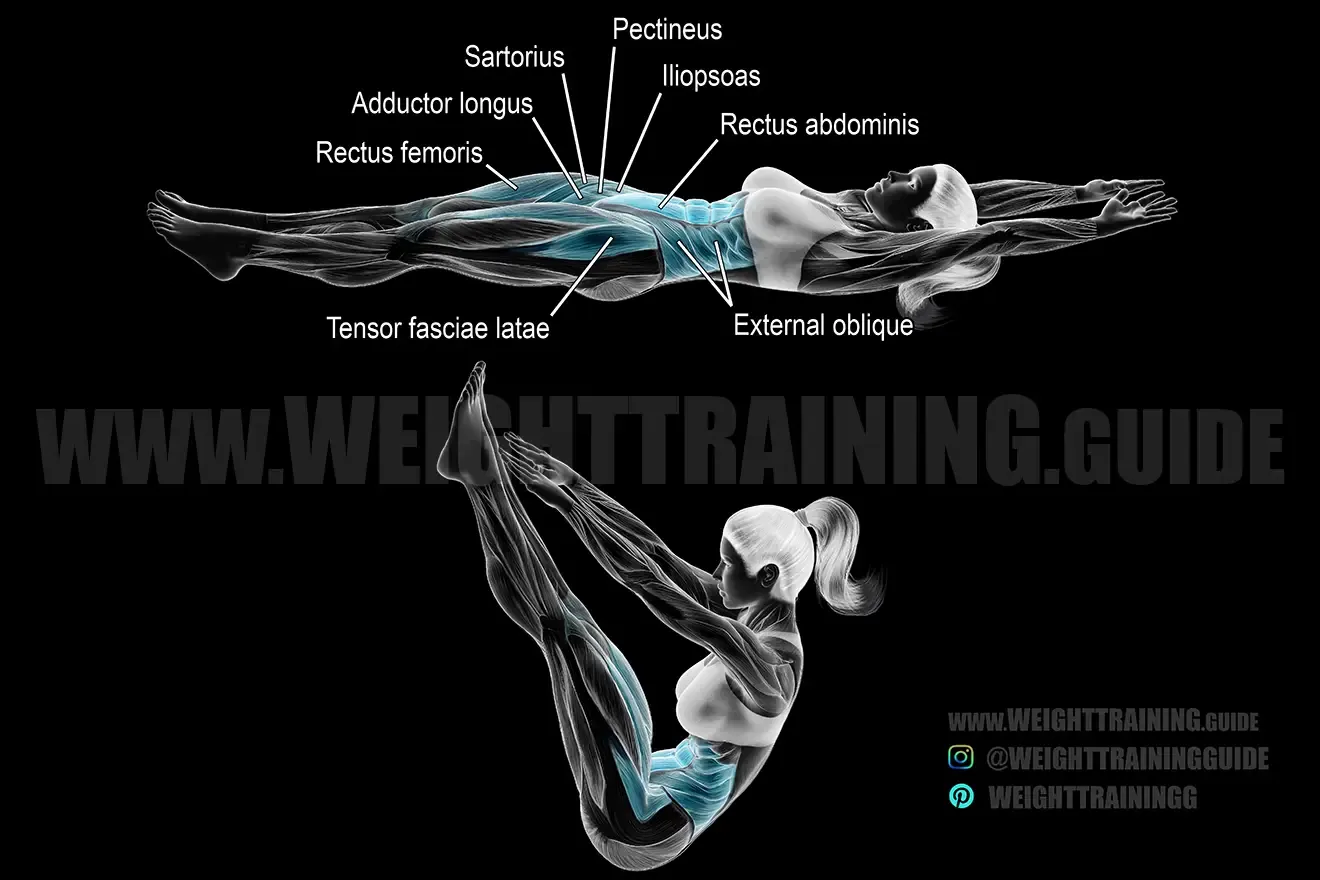 Pectineus
Sartorius
Iliopsoas
Adductor longus
Rectus abdominis
Rectus femoris
Tensor fasciae latae
External oblique
WWW.WEIGHTTRAINING.GUIDE
WWW.WEIGHTTRAINING.GUIDE
@WEIGHTTRAININGGUIDE
WEIGHTTRAININGG